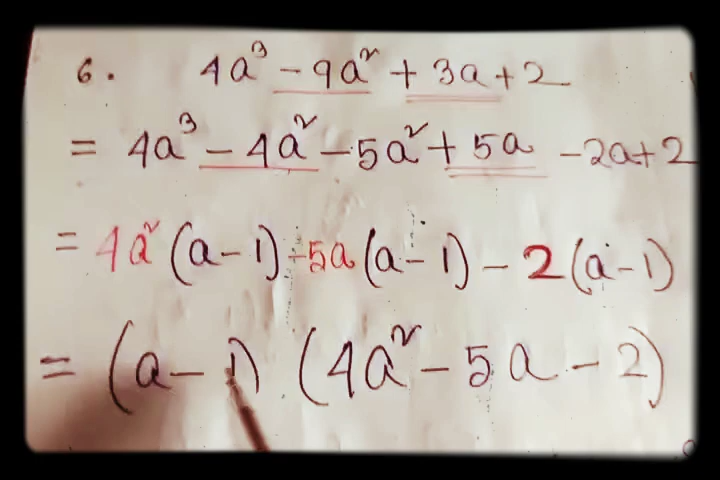 6. 4a³ - 9a² + 3a + 2
= 4a³ - 4a² - 5a² + 5a - 2a + 2
= 4a² (a - 1) - 5a (a - 1) - 2 (a - 1)
= (a - 1) (4a² - 5a - 2)